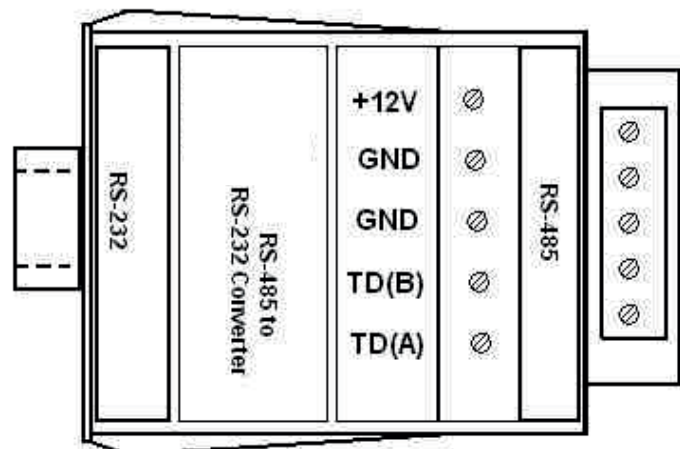 RS-232
RS-485 to
RS-232 Converter
+12V
GND
GND
TD(B)
TD(A)
RS-485